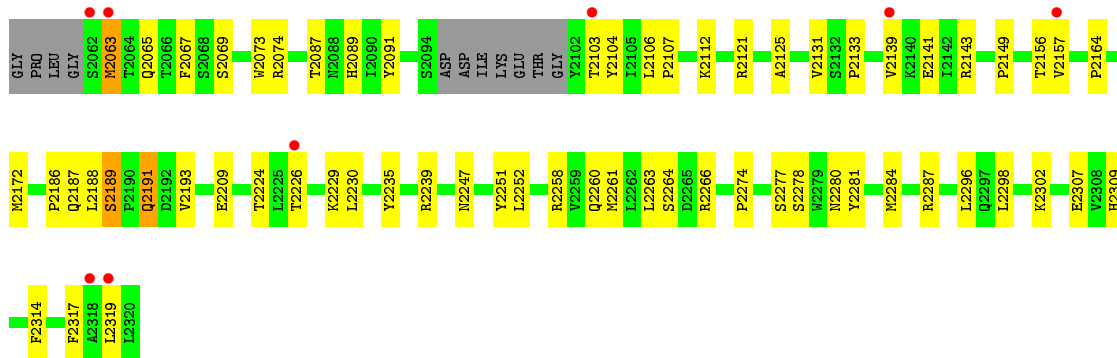 GLY PRO LEU GLY S2062 M2063 T2064 Q2065 T2066 F2067 S2068 S2069 W2073 R2074 T2087 N2088 H2089 I2090 Y2091 S2094 ASP ASP ILE LYS GLU THR GLY Y2102 T2103 Y2104 I2105 L2106 P2107 K2112 R2121 A2125 V2131 S2132 P2133 V2139 K2140 E2141 I2142 R2143 P2149 T2156 V2157 P2164
M2172 P2186 Q2187 L2188 S2189 P2190 Q2191 D2192 V2193 E2209 T2224 L2225 T2226 K2229 L2230 Y2235 R2239 N2247 Y2251 L2252 R2258 V2259 Q2260 M2261 L2262 L2263 S2264 D2265 R2266 P2274 S2277 S2278 W2279 N2280 Y2281 M2284 R2287 L2296 Q2297 L2298 K2302 E2307 V2308 H2309
F2314 F2317 A2318 L2319 L2320